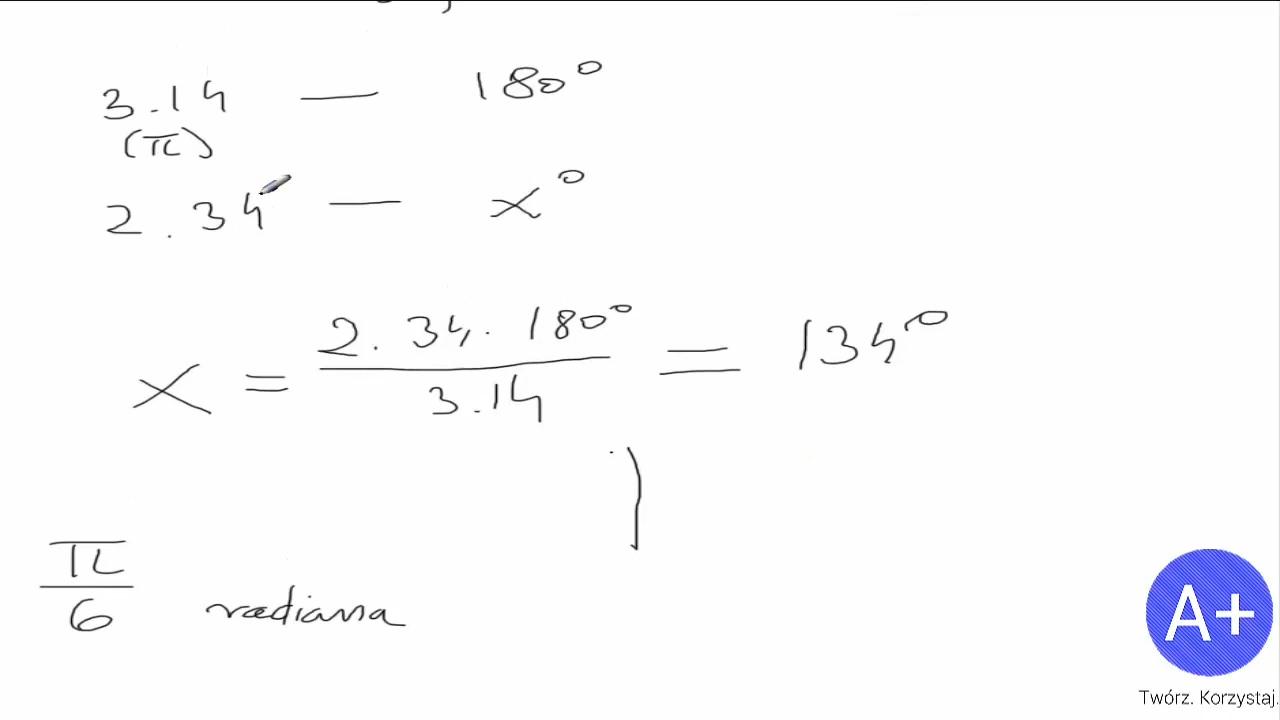 3.14 — 180°
(π)
2.34 — x°
x = 2.34 · 180° / 3.14 = 134°
π/6 radiana
A+
Twórz. Korzystaj.